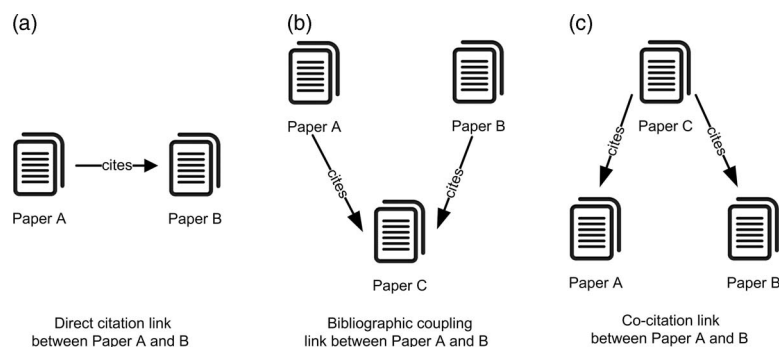 (a)
cites
Paper A
Paper B
Direct citation link
between Paper A and B
(b)
Paper A
Paper B
cites
cites
Paper C
Bibliographic coupling
link between Paper A and B
(c)
Paper C
cites
cites
Paper A
Paper B
Co-citation link
between Paper A and B